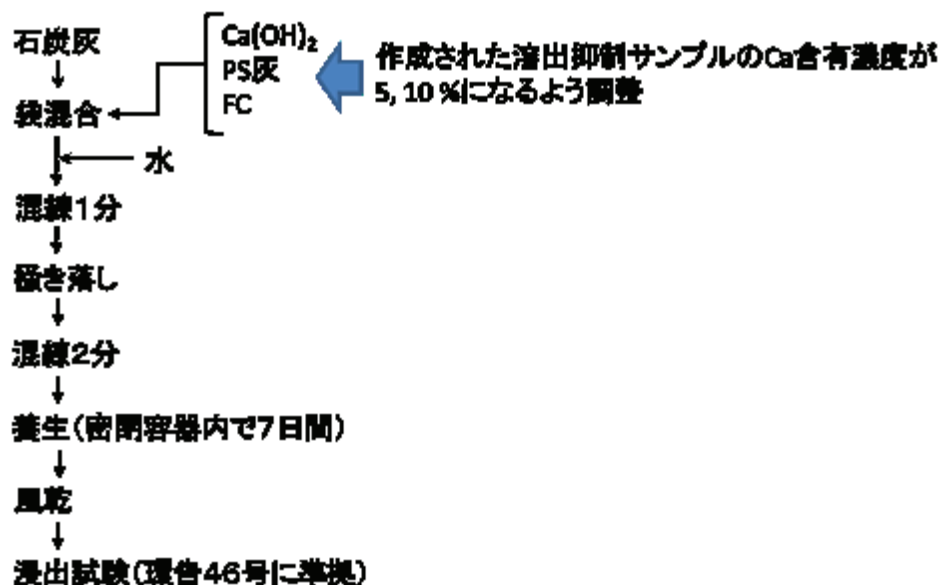 石炭灰
袋混合
Ca(OH)₂
PS灰
FC
作成された溶出抑制サンプルのCa含有濃度が
5, 10 %になるよう調整
水
混練1分
掻き落し
混練2分
養生(密閉容器内で7日間)
風乾
浸出試験(環告46号に準拠)